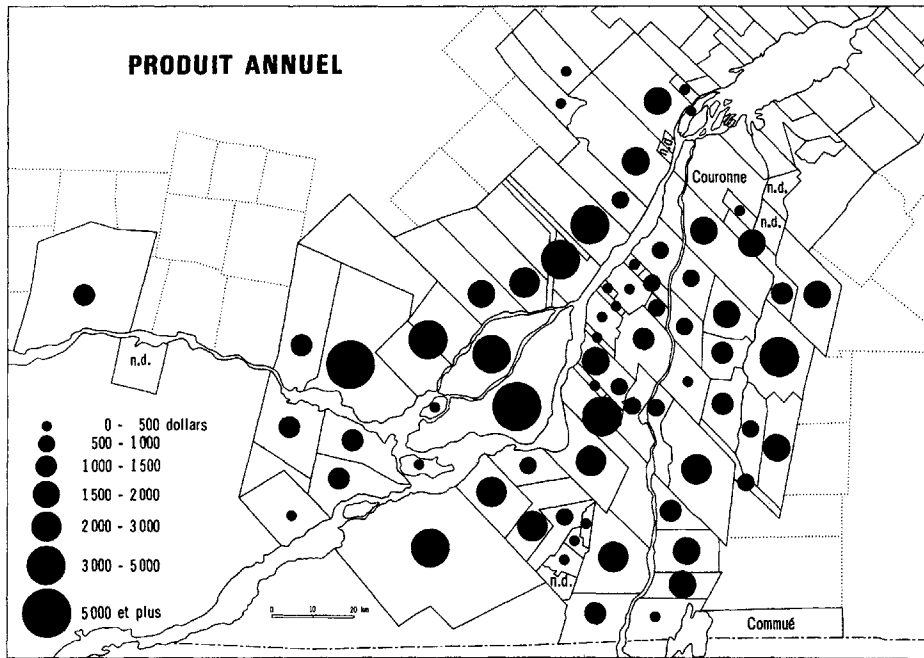 PRODUIT ANNUEL
n.d.
Couronne
n.d.
n.d.
n.d.
0 - 500 dollars
500 - 1 000
1 000 - 1 500
1 500 - 2 000
2 000 - 3 000
3 000 - 5 000
5 000 et plus
n.d.
0 10 20 km
Commué